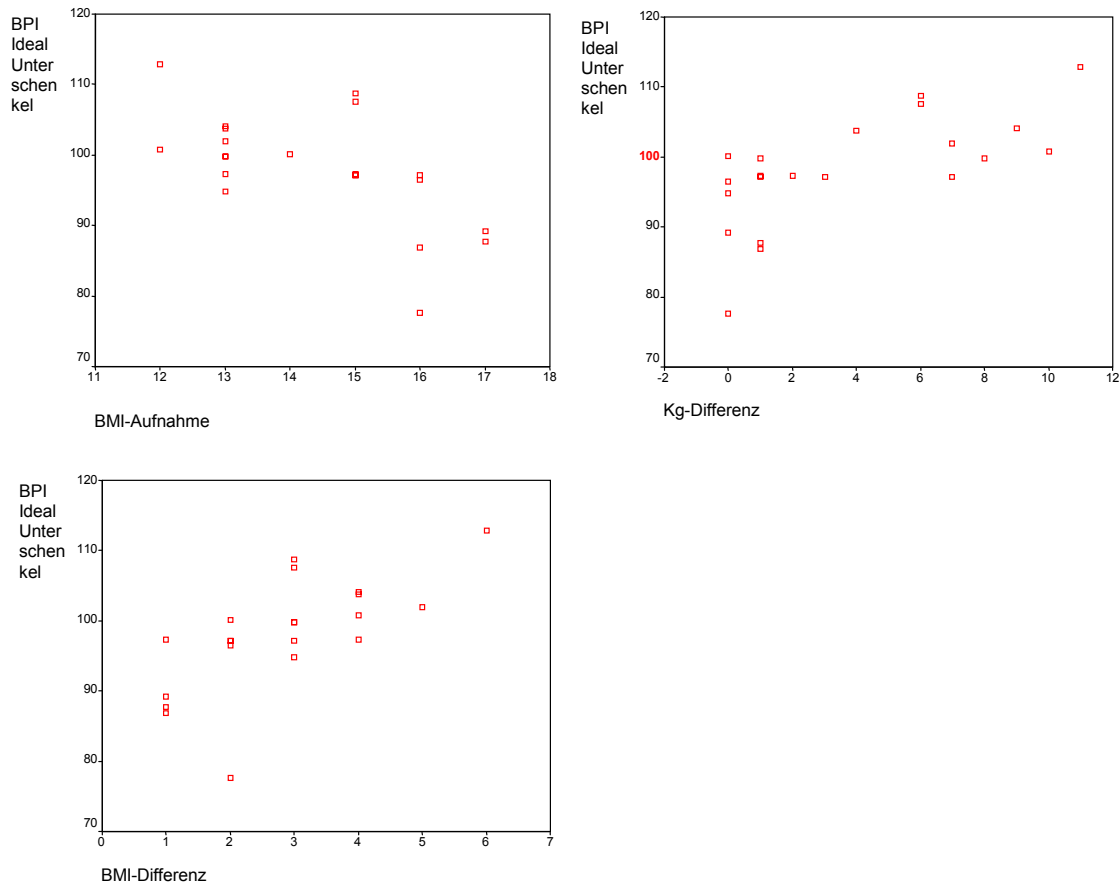 BPI
Ideal
Unter
schen
kel
120
110
100
90
80
70
11 12 13 14 15 16 17 18
BMI-Aufnahme
BPI
Ideal
Unter
schen
kel
120
110
100
90
80
70
-2 0 2 4 6 8 10 12
Kg-Differenz
BPI
Ideal
Unter
schen
kel
120
110
100
90
80
70
0 1 2 3 4 5 6 7
BMI-Differenz